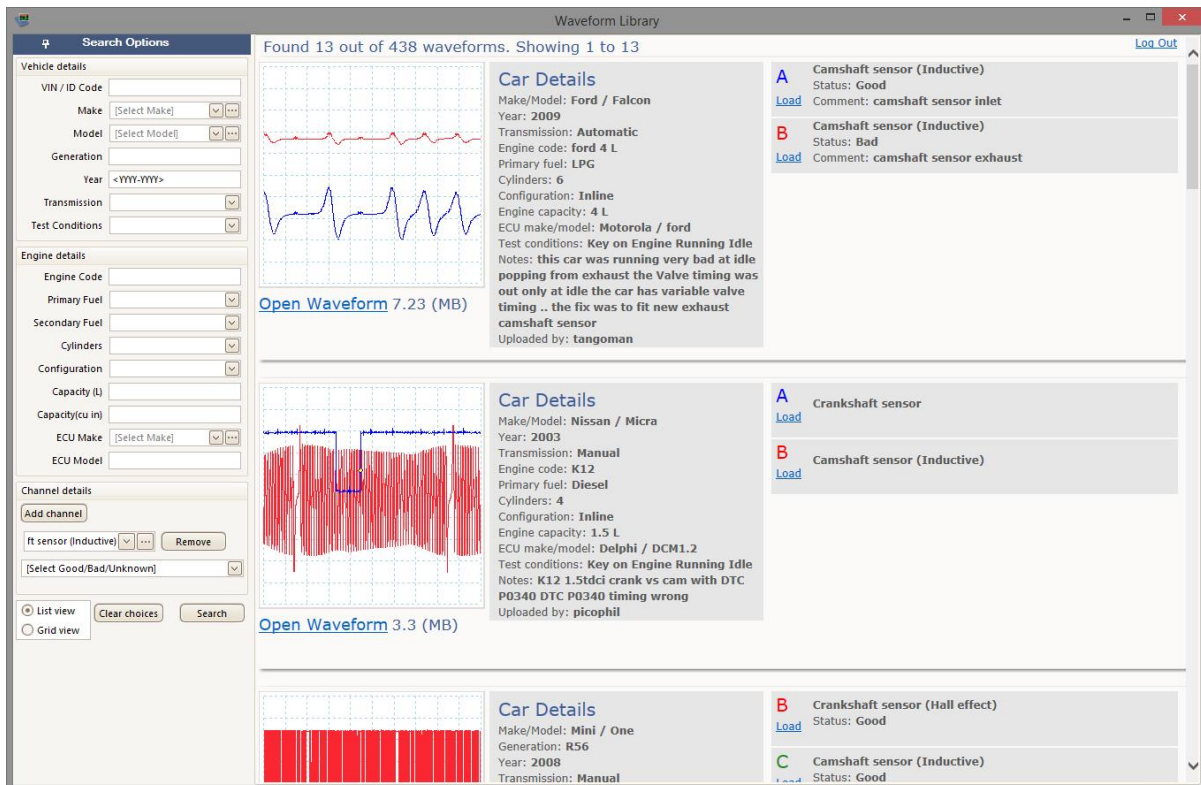 Waveform Library
Search Options
Vehicle details
VIN / ID Code
Make [Select Make]
Model [Select Model]
Generation
Year <YYYY-YYYY>
Transmission
Test Conditions
Engine details
Engine Code
Primary Fuel
Secondary Fuel
Cylinders
Configuration
Capacity (L)
Capacity(cu in)
ECU Make [Select Make]
ECU Model
Channel details
Add channel
ft sensor (Inductive) ... Remove
[Select Good/Bad/Unknown]
List view
Grid view
Clear choices
Search
Found 13 out of 438 waveforms. Showing 1 to 13
Log Out
Open Waveform 7.23 (MB)
Car Details
Make/Model: Ford / Falcon
Year: 2009
Transmission: Automatic
Engine code: ford 4 L
Primary fuel: LPG
Cylinders: 6
Configuration: Inline
Engine capacity: 4 L
ECU make/model: Motorola / ford
Test conditions: Key on Engine Running Idle
Notes: this car was running very bad at idle
popping from exhaust the Valve timing was
out only at idle the car has variable valve
timing .. the fix was to fit new exhaust
camshaft sensor
Uploaded by: tangoman
A
Load
Camshaft sensor (Inductive)
Status: Good
Comment: camshaft sensor inlet
B
Load
Camshaft sensor (Inductive)
Status: Bad
Comment: camshaft sensor exhaust
Open Waveform 3.3 (MB)
Car Details
Make/Model: Nissan / Micra
Year: 2003
Transmission: Manual
Engine code: K12
Primary fuel: Diesel
Cylinders: 4
Configuration: Inline
Engine capacity: 1.5 L
ECU make/model: Delphi / DCM1.2
Test conditions: Key on Engine Running Idle
Notes: K12 1.5tdci crank vs cam with DTC
P0340 DTC P0340 timing wrong
Uploaded by: picophil
A
Load
Crankshaft sensor
B
Load
Camshaft sensor (Inductive)
Car Details
Make/Model: Mini / One
Generation: R56
Year: 2008
Transmission: Manual
B
Load
Crankshaft sensor (Hall effect)
Status: Good
C
Load
Camshaft sensor (Inductive)
Status: Good